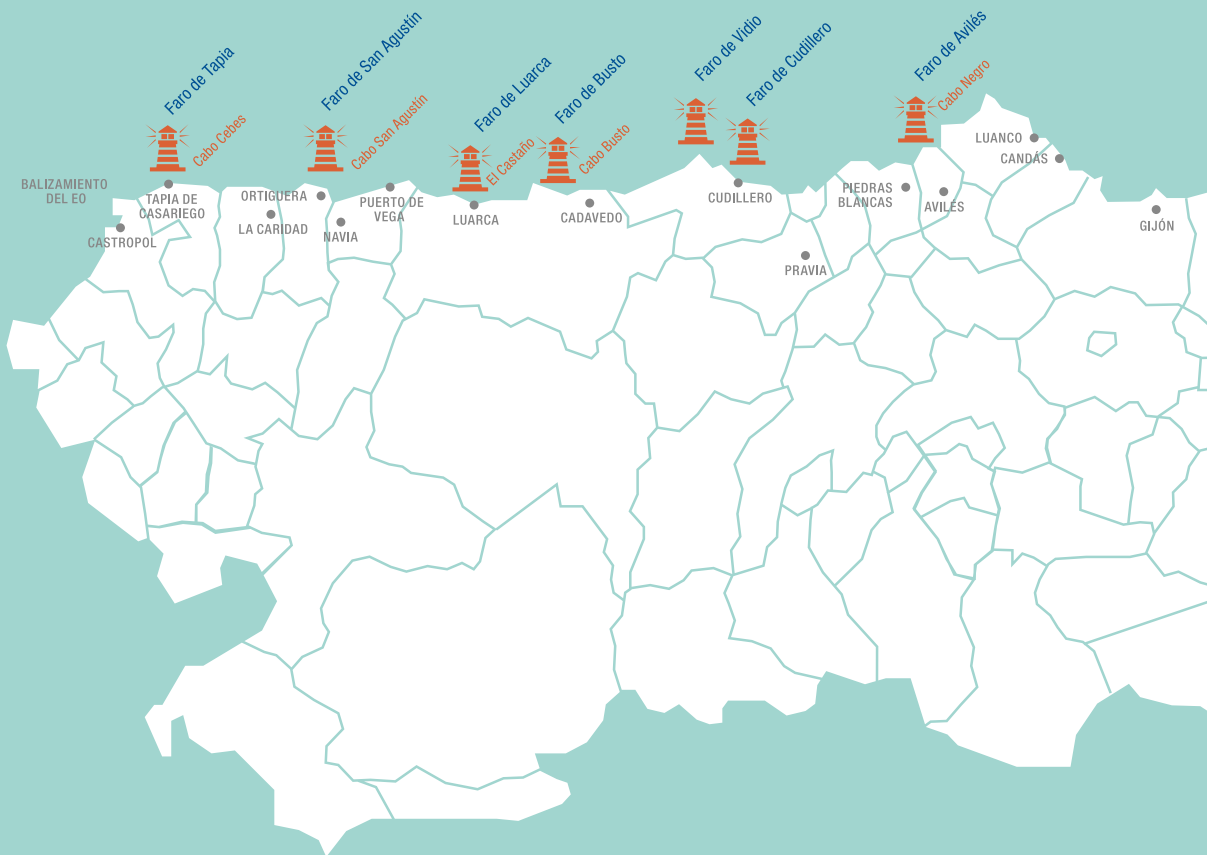 Faro de Tapia
Cabo Cebes
Faro de San Agustín
Cabo San Agustín
Faro de Luarca
El Castaño
Faro de Busto
Cabo Busto
Faro de Vidio
Faro de Cudillero
Faro de Avilés
Cabo Negro
BALIZAMIENTO
DEL EO
CASTROPOL
TAPIA DE
CASARIEGO
ORTIGUERA
LA CARIDAD
NAVIA
PUERTO DE
VEGA
LUARCA
CADAVEDO
CUDILLERO
PRAVIA
PIEDRAS
BLANCAS
AVILÉS
LUANCO
CANDÁS
GIJÓN